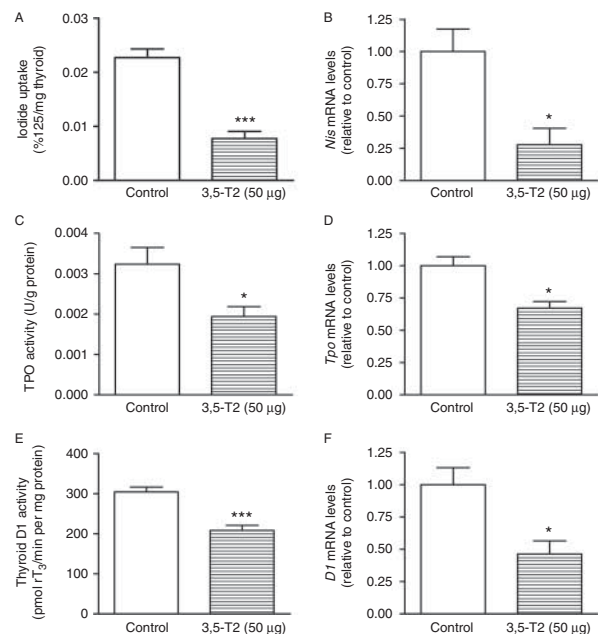 A
Iodide uptake
(%125/mg thyroid)
0.03
0.02
0.01
0.00
***
Control
3,5-T2 (50 µg)
B
Nis mRNA levels
(relative to control)
1.25
1.00
0.75
0.50
0.25
0.00
*
Control
3,5-T2 (50 µg)
C
TPO activity (U/g protein)
0.004
0.003
0.002
0.001
0.000
*
Control
3,5-T2 (50 µg)
D
Tpo mRNA levels
(relative to control)
1.25
1.00
0.75
0.50
0.25
0.00
*
Control
3,5-T2 (50 µg)
E
Thyroid D1 activity
(pmol rT3/min per mg protein)
400
300
200
100
0
***
Control
3,5-T2 (50 µg)
F
D1 mRNA levels
(relative to control)
1.25
1.00
0.75
0.50
0.25
0.00
*
Control
3,5-T2 (50 µg)